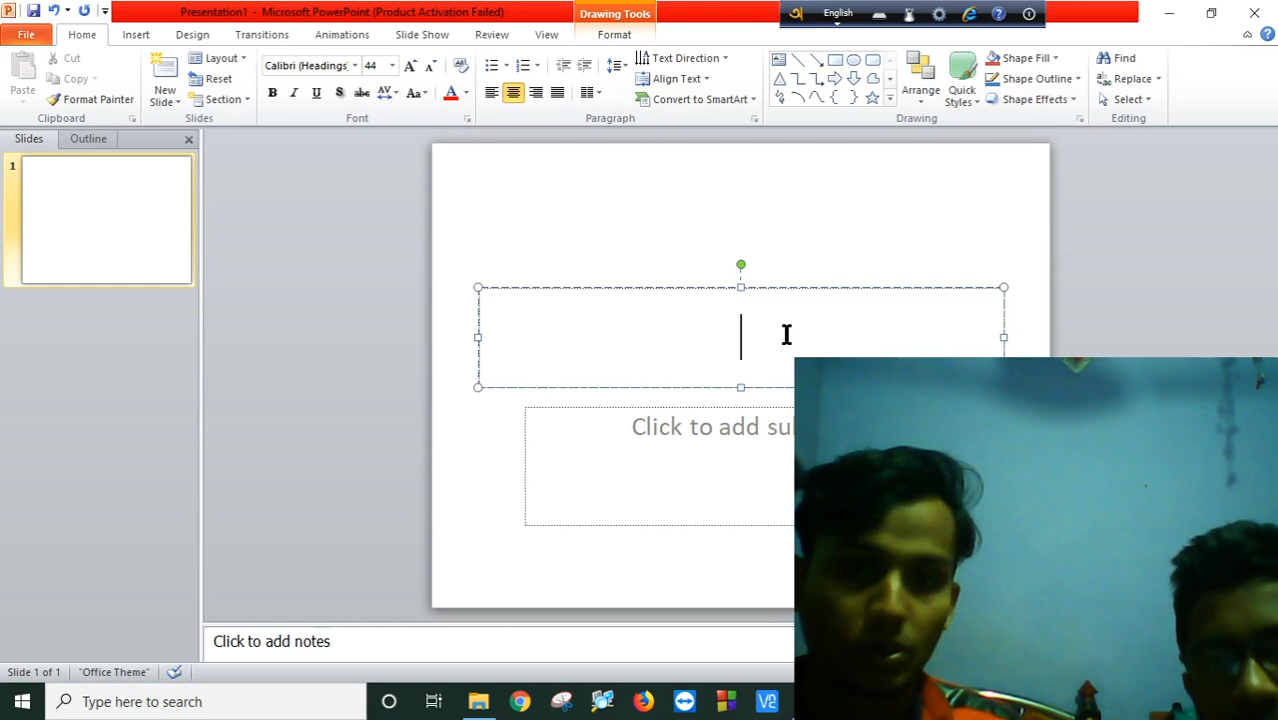 Presentation1 - Microsoft PowerPoint (Product Activation Failed)
Drawing Tools
English
File
Home
Insert
Design
Transitions
Animations
Slide Show
Review
View
Format
Paste
Cut
Copy
Format Painter
Clipboard
New
Slide
Layout
Reset
Section
Slides
Calibri (Headings)
44
B I U S abc AV Aa A
Font
Text Direction
Align Text
Convert to SmartArt
Paragraph
Arrange
Quick
Styles
Shape Fill
Shape Outline
Shape Effects
Drawing
Find
Replace
Select
Editing
Slides
Outline
1
Click to add su
Click to add notes
Slide 1 of 1
"Office Theme"
Type here to search